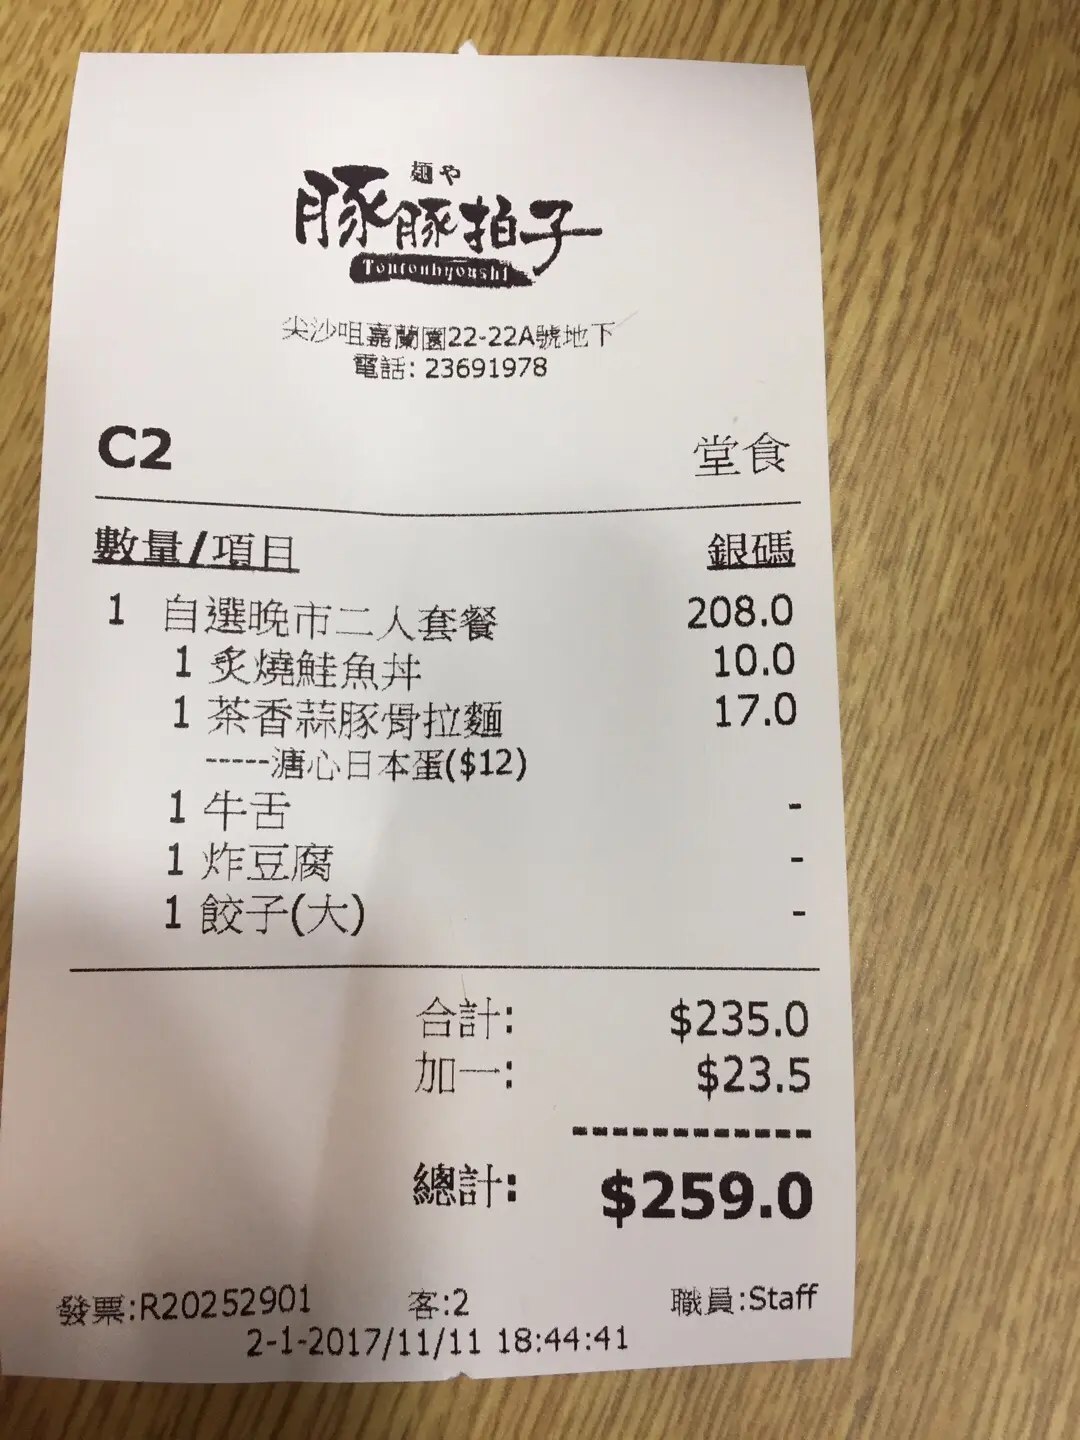 麺や
豚豚拍子
Tontonhyoushi
尖沙咀嘉蘭圍22-22A號地下
電話: 23691978
C2 堂食
數量/項目 銀碼
1 自選晚市二人套餐 208.0
1 炙燒鮭魚丼 10.0
1 茶香蒜豚骨拉麵 17.0
-----溏心日本蛋($12)
1 牛舌 -
1 炸豆腐 -
1 餃子(大) -
合計: $235.0
加一: $23.5
------------
總計: $259.0
發票:R20252901 客:2 職員:Staff
2-1-2017/11/11 18:44:41